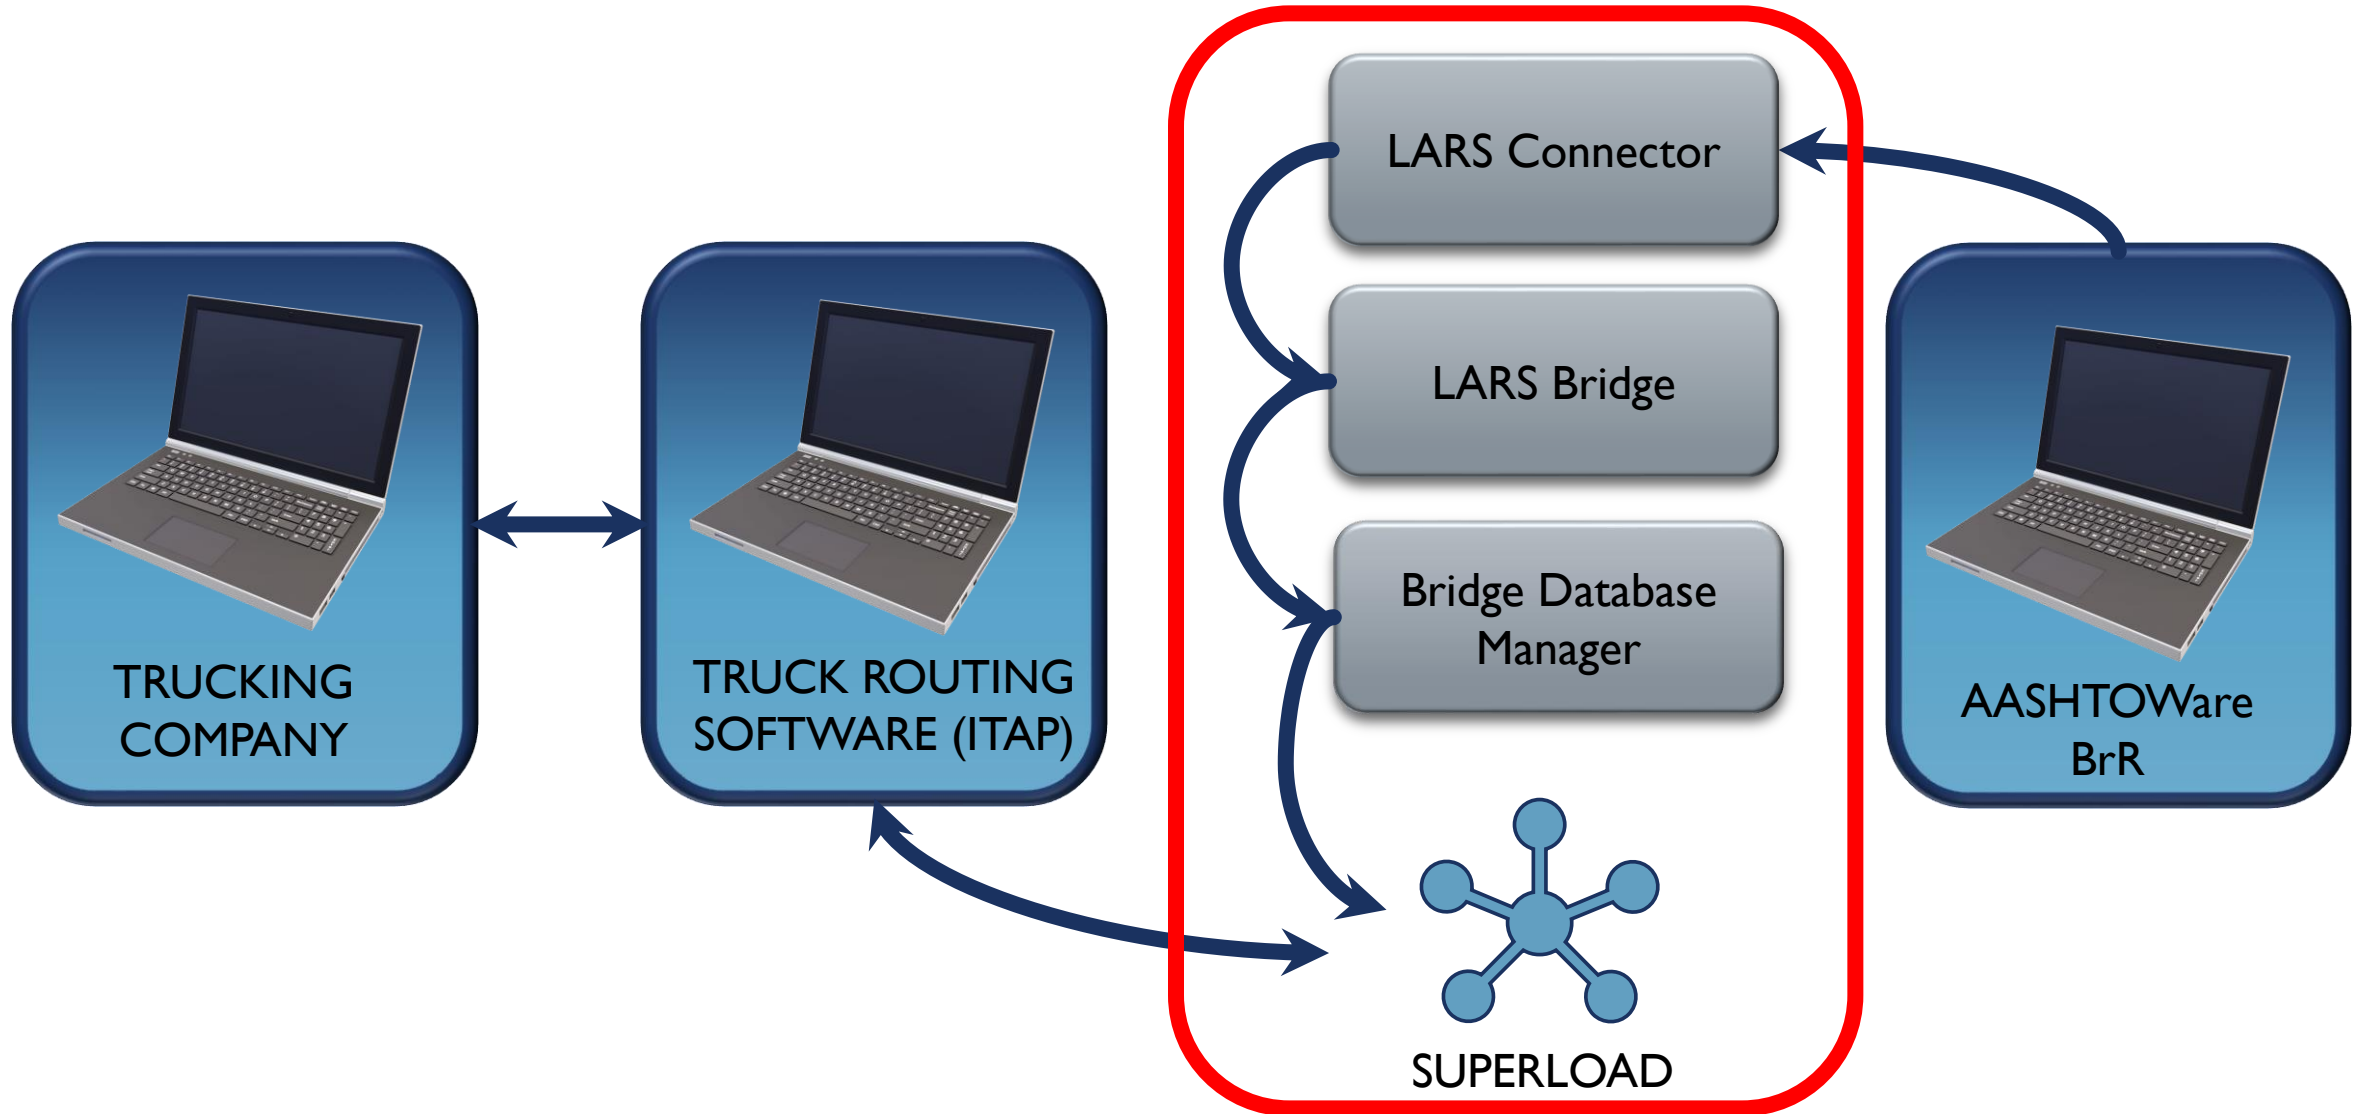 TRUCKING
COMPANY
TRUCK ROUTING
SOFTWARE (ITAP)
LARS Connector
LARS Bridge
Bridge Database
Manager
SUPERLOAD
AASHTOWare
BrR